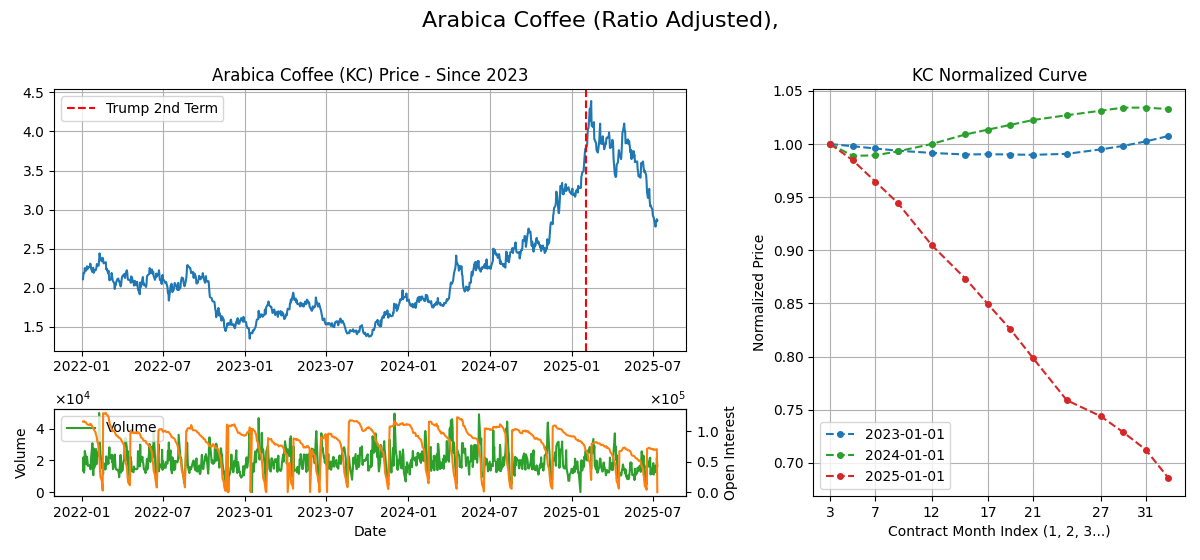 Arabica Coffee (Ratio Adjusted),
Arabica Coffee (KC) Price - Since 2023
4.5
4.0
3.5
3.0
2.5
2.0
1.5
Trump 2nd Term
2022-01 2022-07 2023-01 2023-07 2024-01 2024-07 2025-01 2025-07
×10⁴
×10⁵
Volume
4
2
0
Volume
1.0
0.5
0.0
Open Interest
2022-01 2022-07 2023-01 2023-07 2024-01 2024-07 2025-01 2025-07
Date
KC Normalized Curve
1.05
1.00
0.95
0.90
0.85
0.80
0.75
0.70
Normalized Price
2023-01-01
2024-01-01
2025-01-01
3 7 12 17 21 27 31
Contract Month Index (1, 2, 3...)